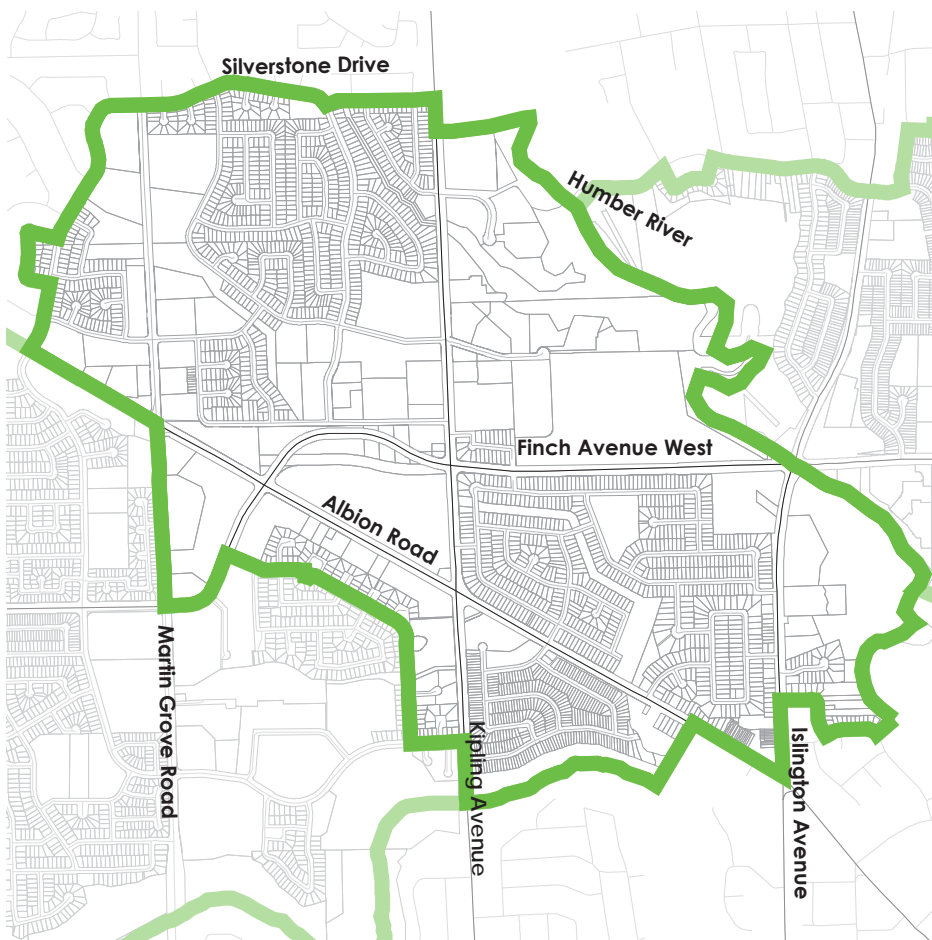 Silverstone Drive
Humber River
Finch Avenue West
Albion Road
Martin Grove Road
Kipling Avenue
Islington Avenue